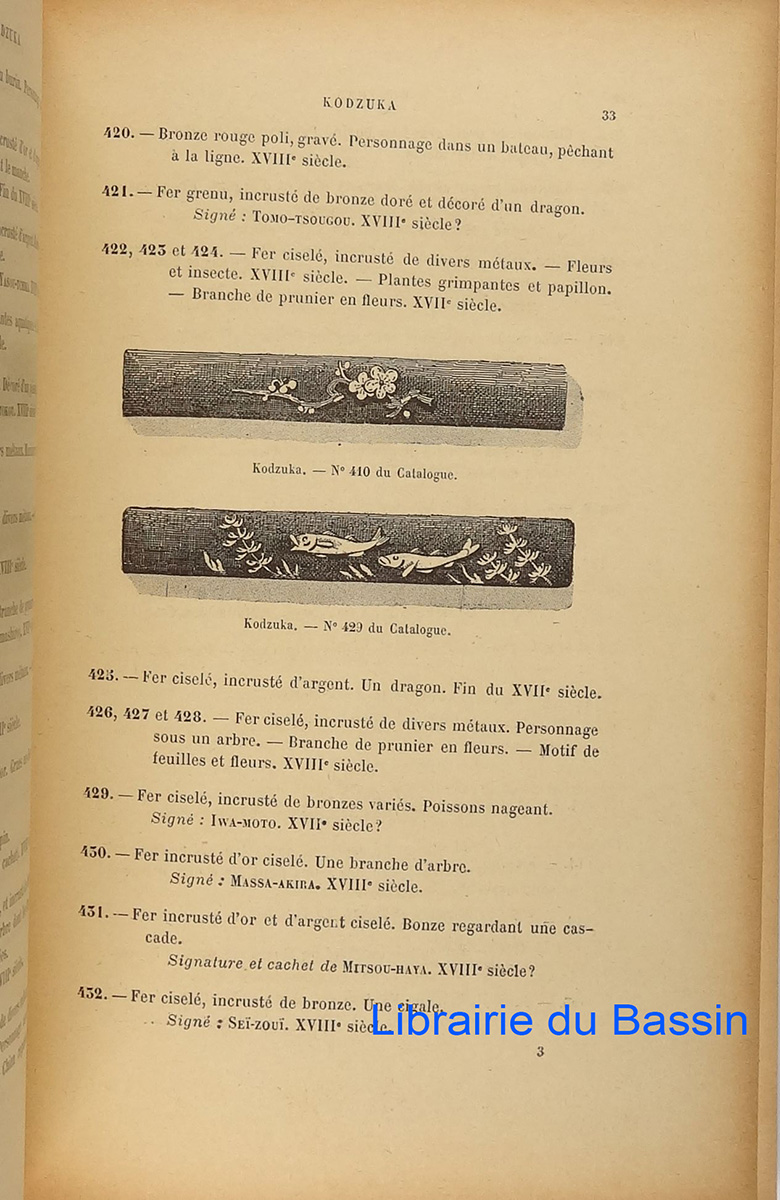 KODZUKA
33
420. — Bronze rouge poli, gravé. Personnage dans un bateau, pêchant
à la ligne. XVIIIe siècle.
421. — Fer grenu, incrusté de bronze doré et décoré d'un dragon.
Signé : TOMO-TSOUGOU. XVIIIe siècle ?
422, 423 et 424. — Fer ciselé, incrusté de divers métaux. — Fleurs
et insecte. XVIIIe siècle. — Plantes grimpantes et papillon.
— Branche de prunier en fleurs. XVIIe siècle.
Kodzuka. — No 410 du Catalogue.
Kodzuka. — No 429 du Catalogue.
425. — Fer ciselé, incrusté d'argent. Un dragon. Fin du XVIIe siècle.
426, 427 et 428. — Fer ciselé, incrusté de divers métaux. Personnage
sous un arbre. — Branche de prunier en fleurs. — Motif de
feuilles et fleurs. XVIIIe siècle.
429. — Fer ciselé, incrusté de bronzes variés. Poissons nageant.
Signé : IWA-MOTO. XVIIe siècle ?
430. — Fer incrusté d'or ciselé. Une branche d'arbre.
Signé : MASSA-AKIRA. XVIIIe siècle.
431. — Fer incrusté d'or et d'argent ciselé. Bonze regardant une cas-
cade.
Signature et cachet de MITSOU-HAYA. XVIIIe siècle ?
432. — Fer ciselé, incrusté de bronze. Une cigale.
Signé : SEÏ-ZOUÏ. XVIIIe siècle.
Librairie du Bassin
3